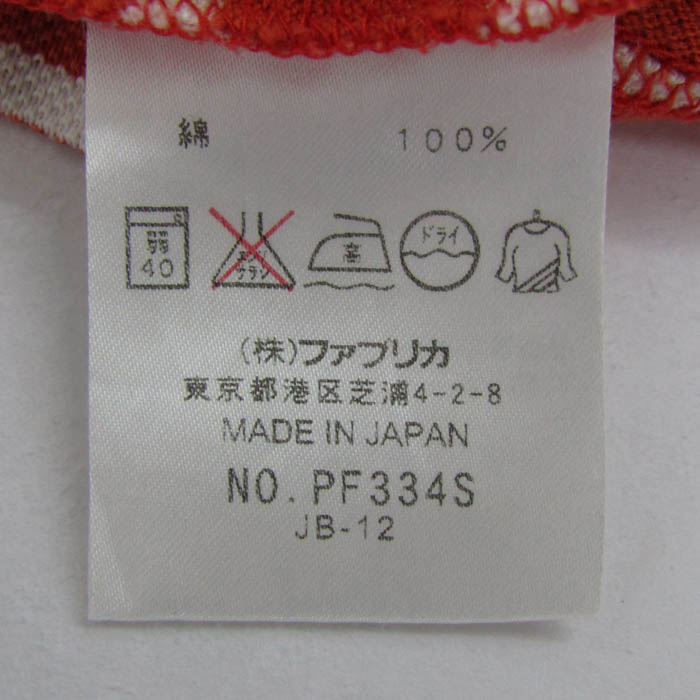 綿 100%
弱 40 エンソ サラシ 高 ドライ
(株)ファブリカ
東京都港区芝浦4-2-8
MADE IN JAPAN
NO. PF334S
JB-12